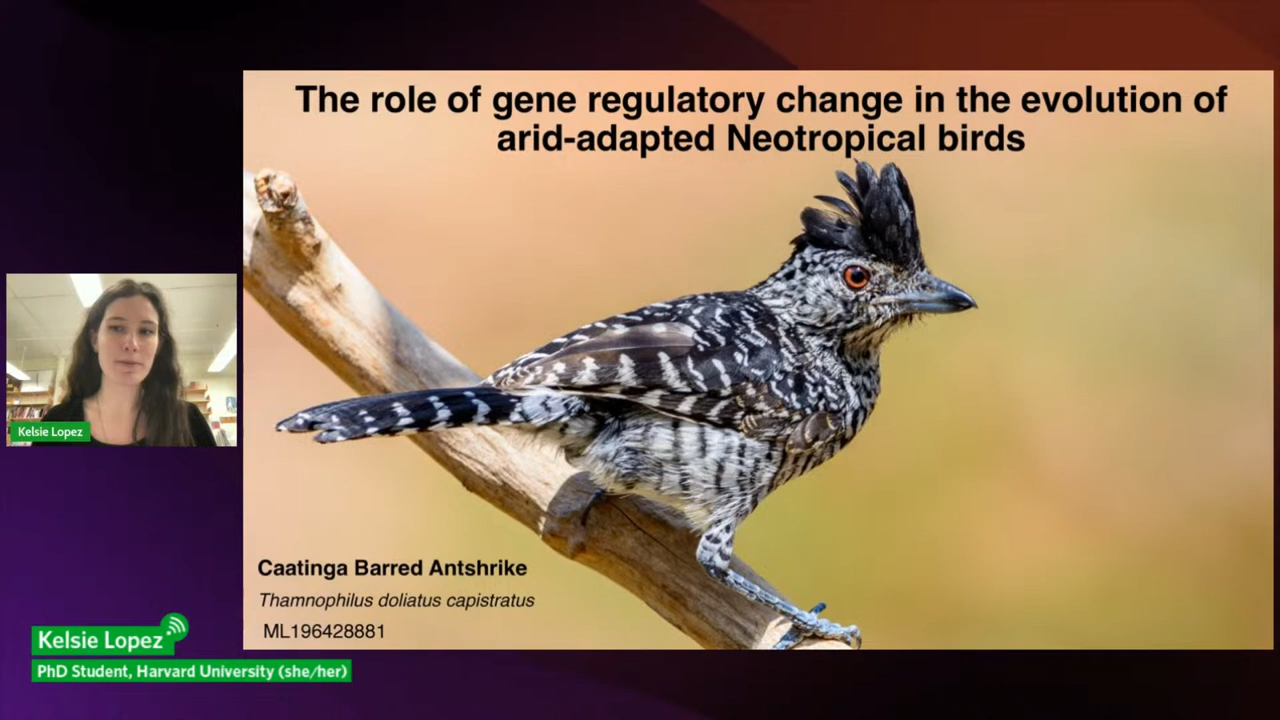 The role of gene regulatory change in the evolution of
arid-adapted Neotropical birds
Kelsie Lopez
Caatinga Barred Antshrike
Thamnophilus doliatus capistratus
ML196428881
Kelsie Lopez
PhD Student, Harvard University (she/her)